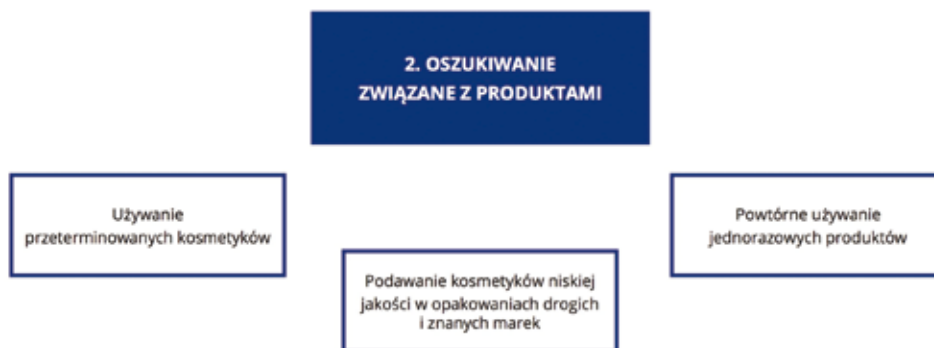 2. OSZUKIWANIE
ZWIĄZANE Z PRODUKTAMI
Używanie
przeterminowanych kosmetyków
Podawanie kosmetyków niskiej
jakości w opakowaniach drogich
i znanych marek
Powtórne używanie
jednorazowych produktów